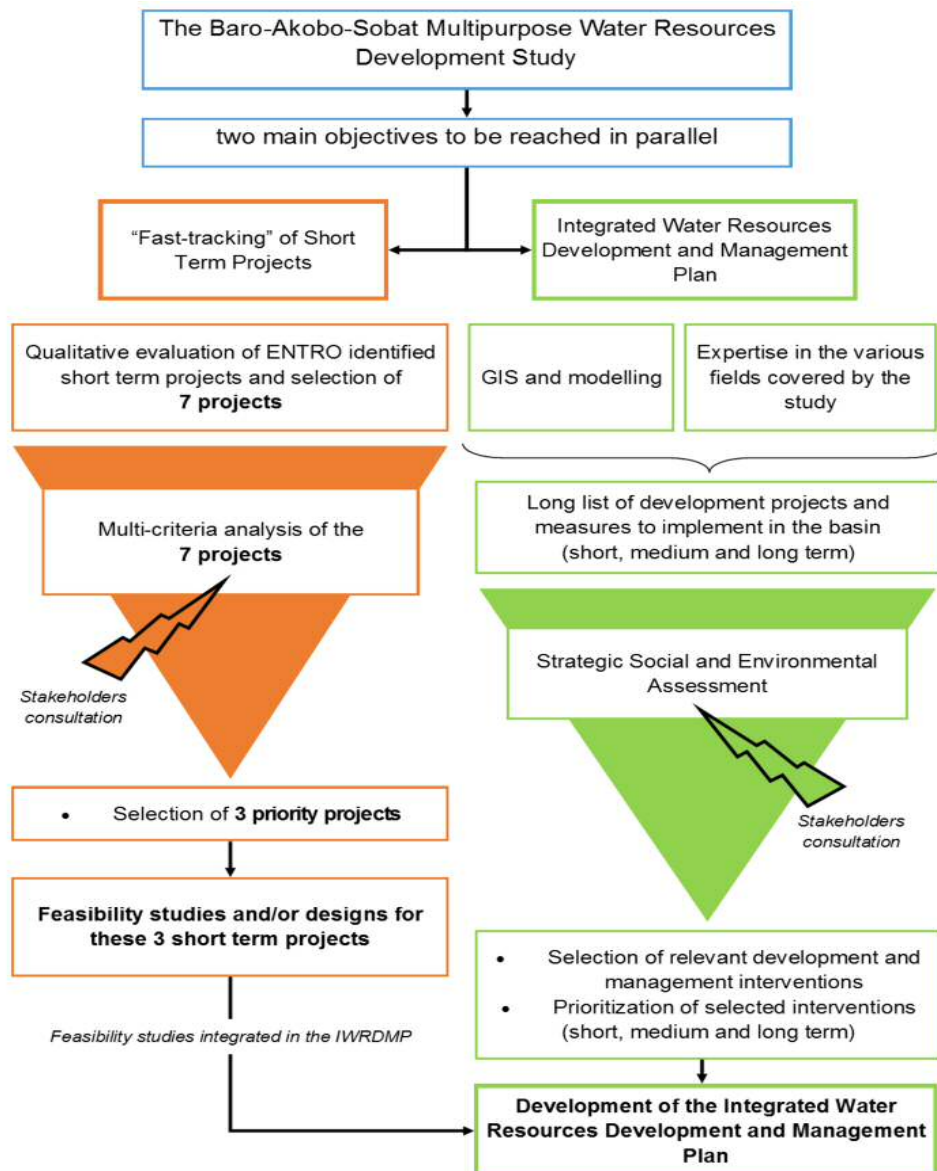 The Baro-Akobo-Sobat Multipurpose Water Resources
Development Study
two main objectives to be reached in parallel
“Fast-tracking” of Short
Term Projects
Integrated Water Resources
Development and Management
Plan
Qualitative evaluation of ENTRO identified
short term projects and selection of
7 projects
GIS and modelling
Expertise in the various
fields covered by the
study
Multi-criteria analysis of the
7 projects
Stakeholders
consultation
Long list of development projects and
measures to implement in the basin
(short, medium and long term)
Strategic Social and Environmental
Assessment
Stakeholders
consultation
• Selection of 3 priority projects
Feasibility studies and/or designs for
these 3 short term projects
Feasibility studies integrated in the IWRDMP
• Selection of relevant development and
management interventions
• Prioritization of selected interventions
(short, medium and long term)
Development of the Integrated Water
Resources Development and Management
Plan